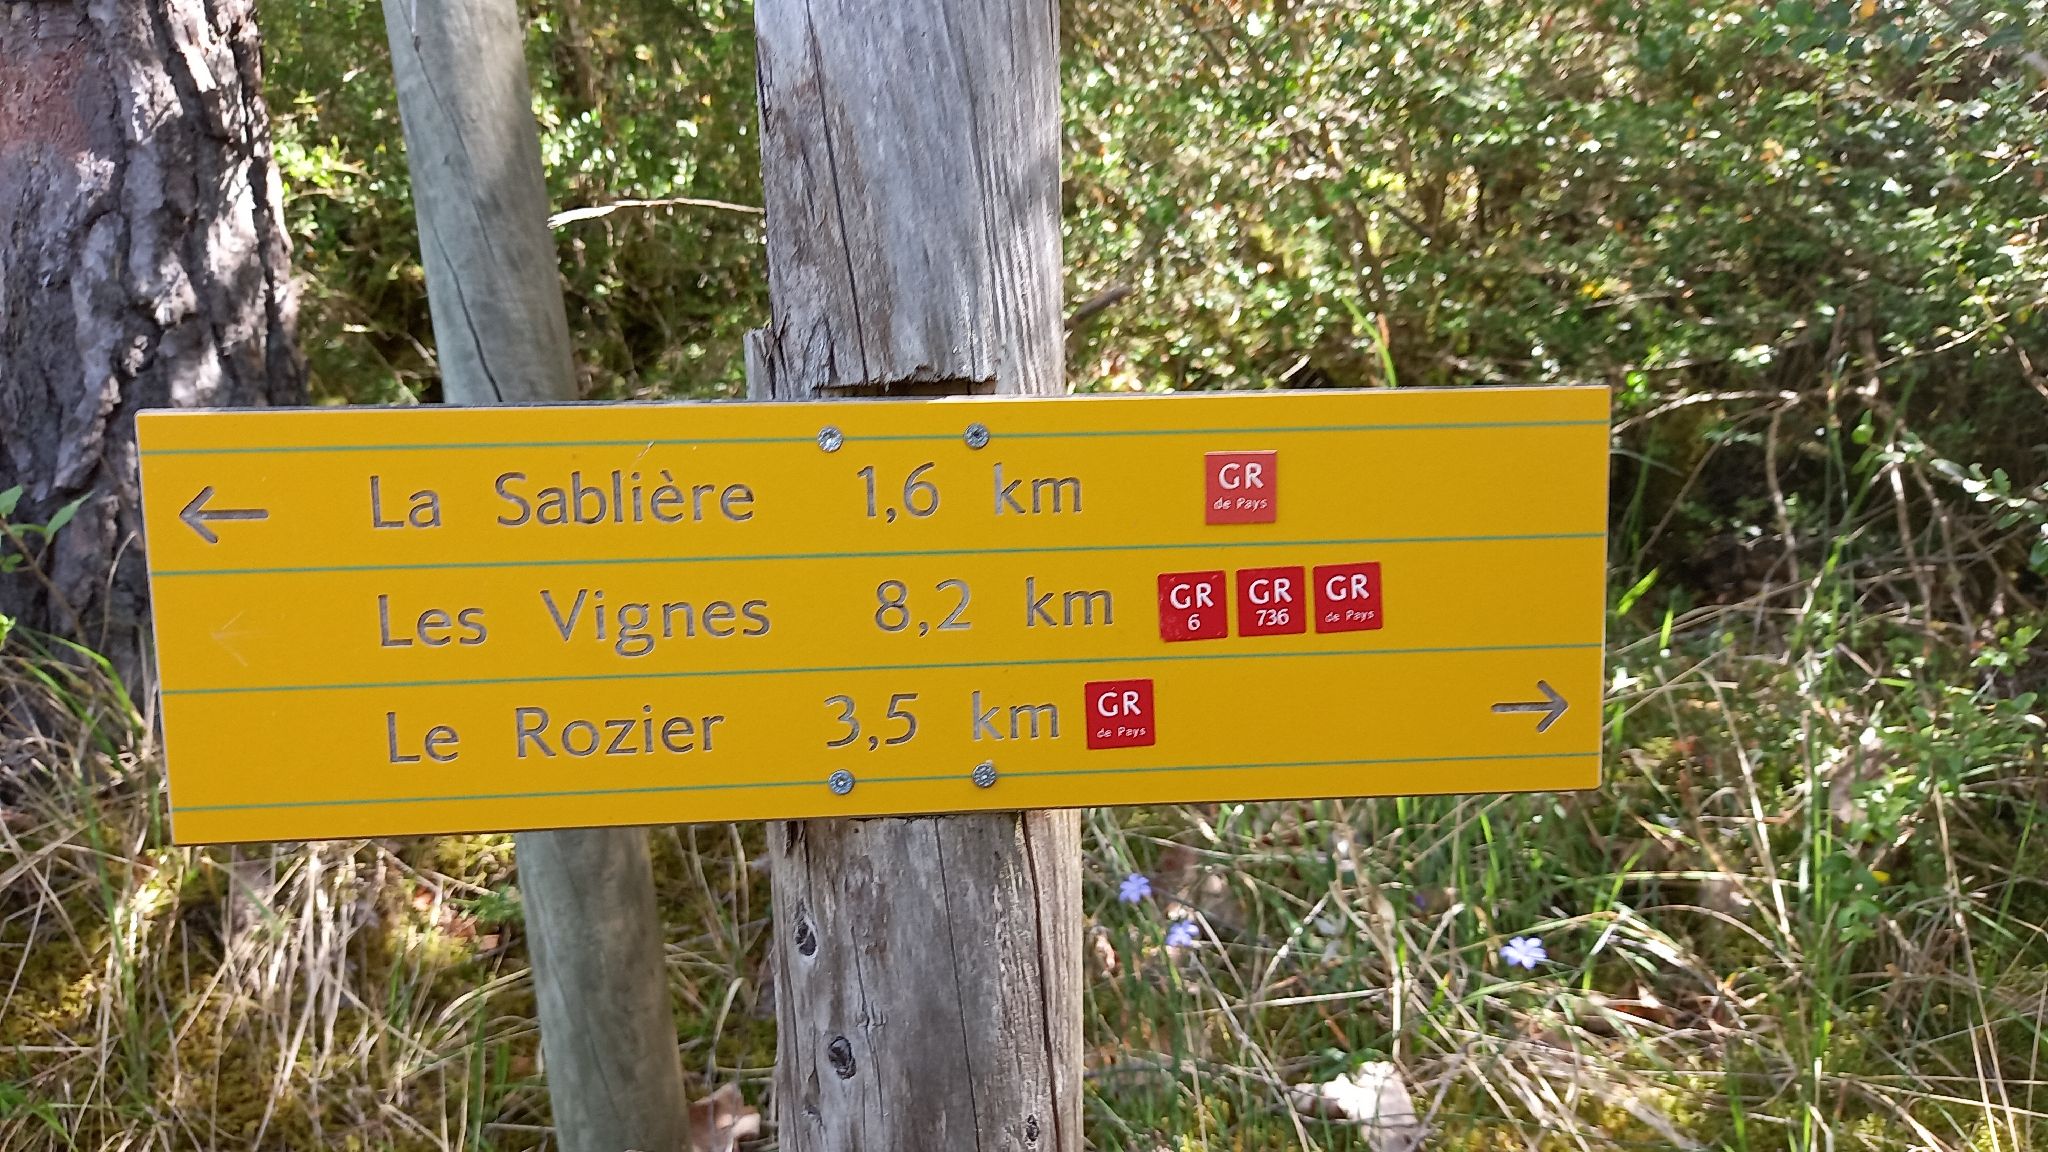 ← La Sablière 1,6 km GR de Pays
Les Vignes 8,2 km GR 6 GR 736 GR de Pays
Le Rozier 3,5 km GR de Pays →